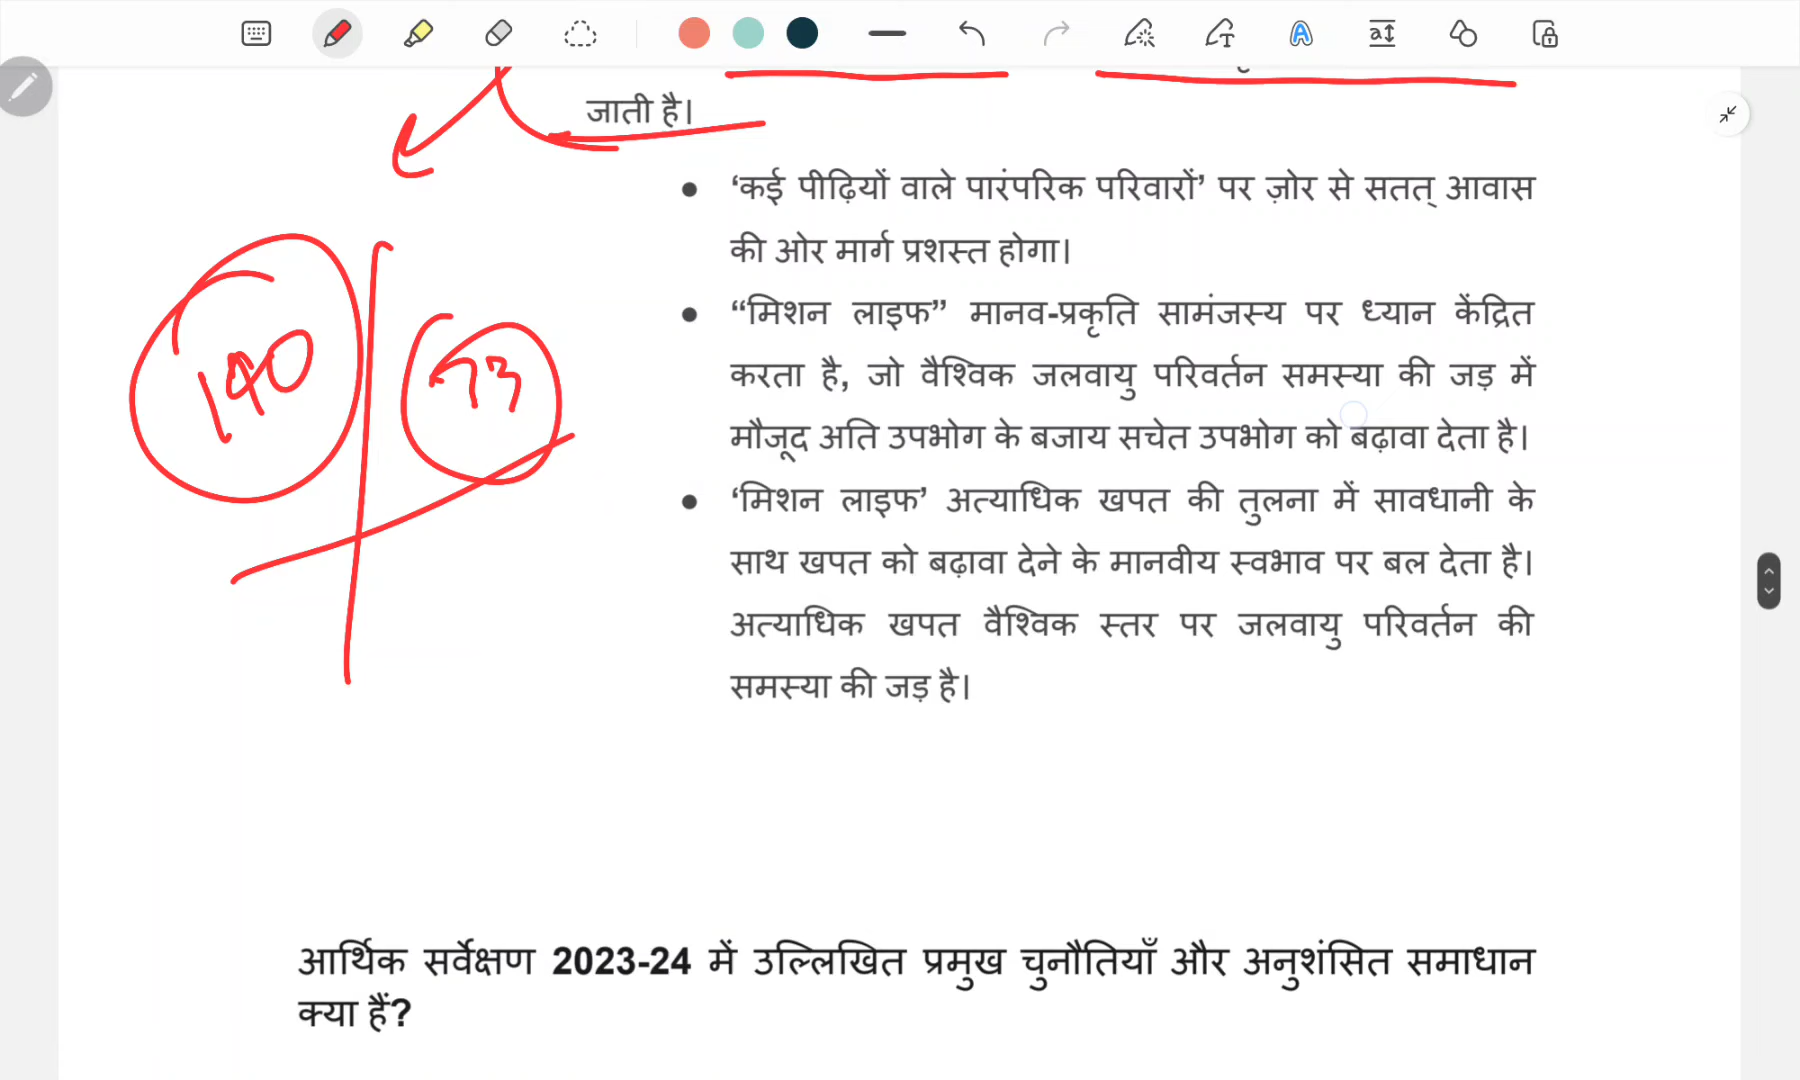 जाती है।
‘कई पीढ़ियों वाले पारंपरिक परिवारों’ पर ज़ोर से सतत् आवास
की ओर मार्ग प्रशस्त होगा।
“मिशन लाइफ” मानव-प्रकृति सामंजस्य पर ध्यान केंद्रित
करता है, जो वैश्विक जलवायु परिवर्तन समस्या की जड़ में
मौजूद अति उपभोग के बजाय सचेत उपभोग को बढ़ावा देता है।
‘मिशन लाइफ’ अत्याधिक खपत की तुलना में सावधानी के
साथ खपत को बढ़ावा देने के मानवीय स्वभाव पर बल देता है।
अत्याधिक खपत वैश्विक स्तर पर जलवायु परिवर्तन की
समस्या की जड़ है।
140
आर्थिक सर्वेक्षण 2023-24 में उल्लिखित प्रमुख चुनौतियाँ और अनुशंसित समाधान
क्या हैं?